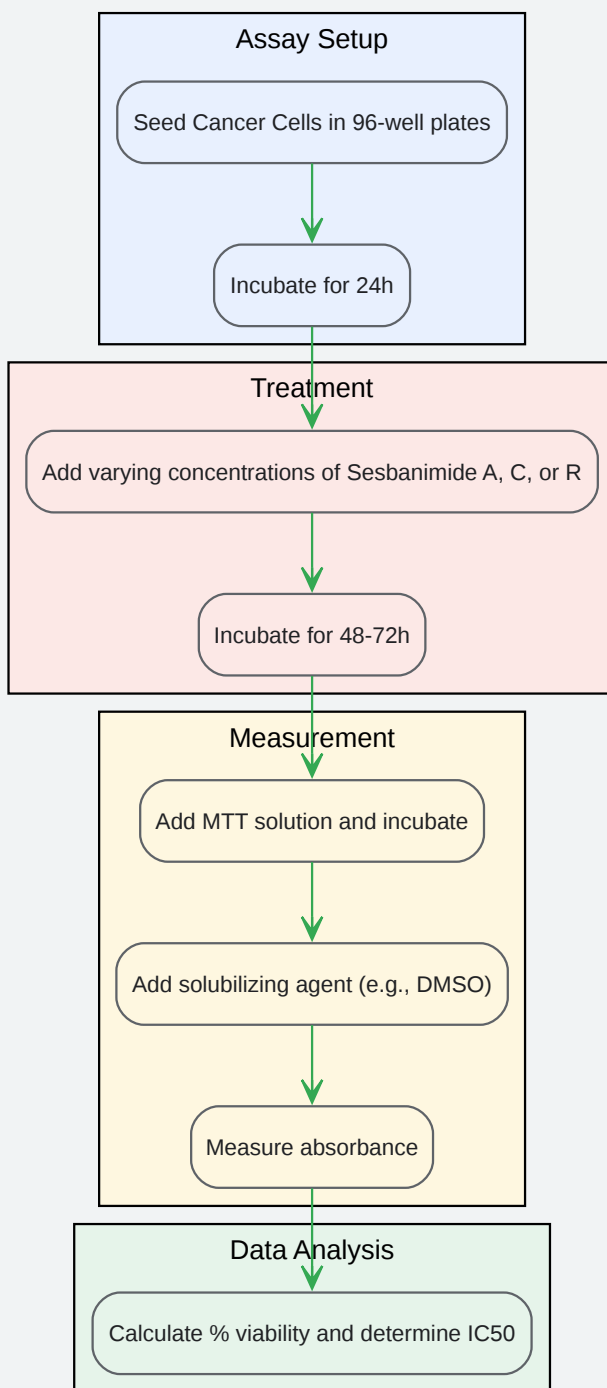 Assay Setup
Seed Cancer Cells in 96-well plates
Incubate for 24h
Treatment
Add varying concentrations of Sesbanimide A, C, or R
Incubate for 48-72h
Measurement
Add MTT solution and incubate
Add solubilizing agent (e.g., DMSO)
Measure absorbance
Data Analysis
Calculate % viability and determine IC50